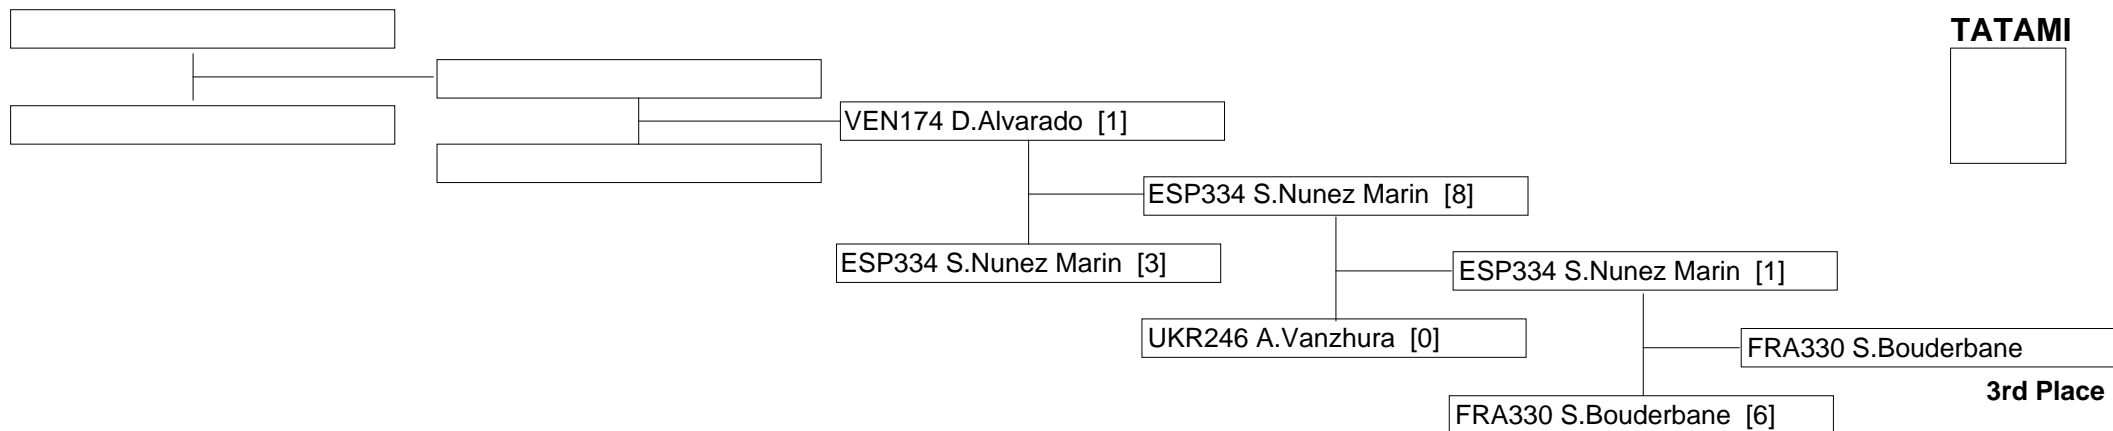 TATAMI
VEN174 D.Alvarado [1]
ESP334 S.Nunez Marin [8]
ESP334 S.Nunez Marin [3]
ESP334 S.Nunez Marin [1]
UKR246 A.Vanzhura [0]
FRA330 S.Bouderbane
3rd Place
FRA330 S.Bouderbane [6]